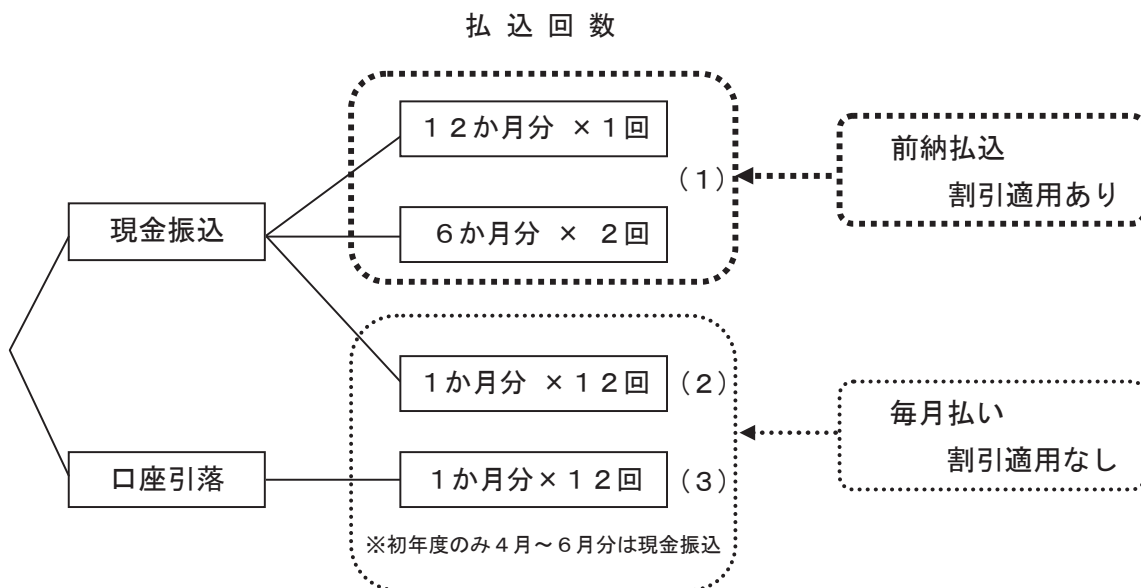 払 込 回 数
１２か月分 ×１回
（１）
前納払込
割引適用あり
現金振込
６か月分 × ２回
１か月分 ×１２回
（２）
毎月払い
割引適用なし
口座引落
１か月分×１２回
（３）
※初年度のみ４月～６月分は現金振込